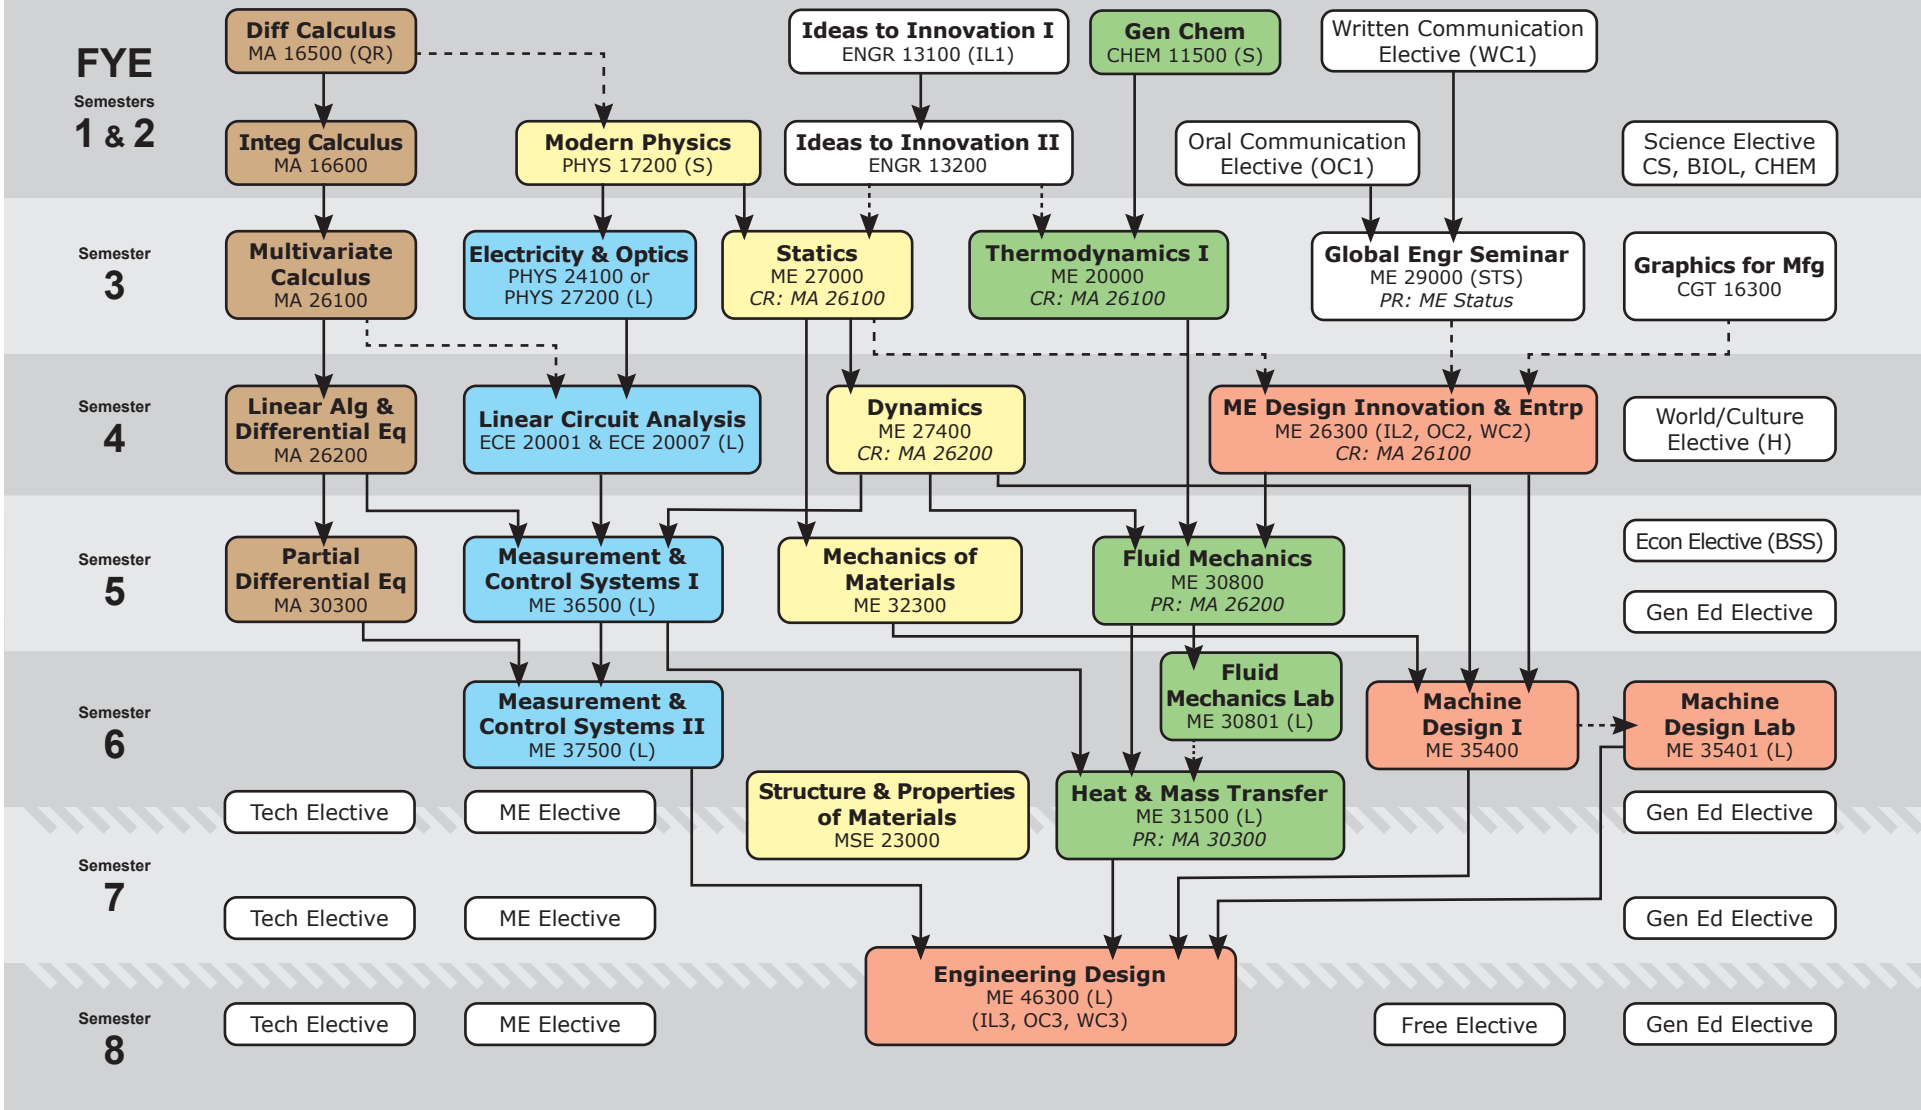 FYE
Semesters
1 & 2
Diff Calculus
MA 16500 (QR)
Ideas to Innovation I
ENGR 13100 (IL1)
Gen Chem
CHEM 11500 (S)
Written Communication
Elective (WC1)
Integ Calculus
MA 16600
Modern Physics
PHYS 17200 (S)
Ideas to Innovation II
ENGR 13200
Oral Communication
Elective (OC1)
Science Elective
CS, BIOL, CHEM
Semester
3
Multivariate
Calculus
MA 26100
Electricity & Optics
PHYS 24100 or
PHYS 27200 (L)
Statics
ME 27000
CR: MA 26100
Thermodynamics I
ME 20000
CR: MA 26100
Global Engr Seminar
ME 29000 (STS)
PR: ME Status
Graphics for Mfg
CGT 16300
Semester
4
Linear Alg &
Differential Eq
MA 26200
Linear Circuit Analysis
ECE 20001 & ECE 20007 (L)
Dynamics
ME 27400
CR: MA 26200
ME Design Innovation & Entrp
ME 26300 (IL2, OC2, WC2)
CR: MA 26100
World/Culture
Elective (H)
Semester
5
Partial
Differential Eq
MA 30300
Measurement &
Control Systems I
ME 36500 (L)
Mechanics of
Materials
ME 32300
Fluid Mechanics
ME 30800
PR: MA 26200
Econ Elective (BSS)
Gen Ed Elective
Semester
6
Measurement &
Control Systems II
ME 37500 (L)
Fluid
Mechanics Lab
ME 30801 (L)
Machine
Design I
ME 35400
Machine
Design Lab
ME 35401 (L)
Tech Elective
ME Elective
Structure & Properties
of Materials
MSE 23000
Heat & Mass Transfer
ME 31500 (L)
PR: MA 30300
Gen Ed Elective
Semester
7
Tech Elective
ME Elective
Gen Ed Elective
Engineering Design
ME 46300 (L)
(IL3, OC3, WC3)
Semester
8
Tech Elective
ME Elective
Free Elective
Gen Ed Elective